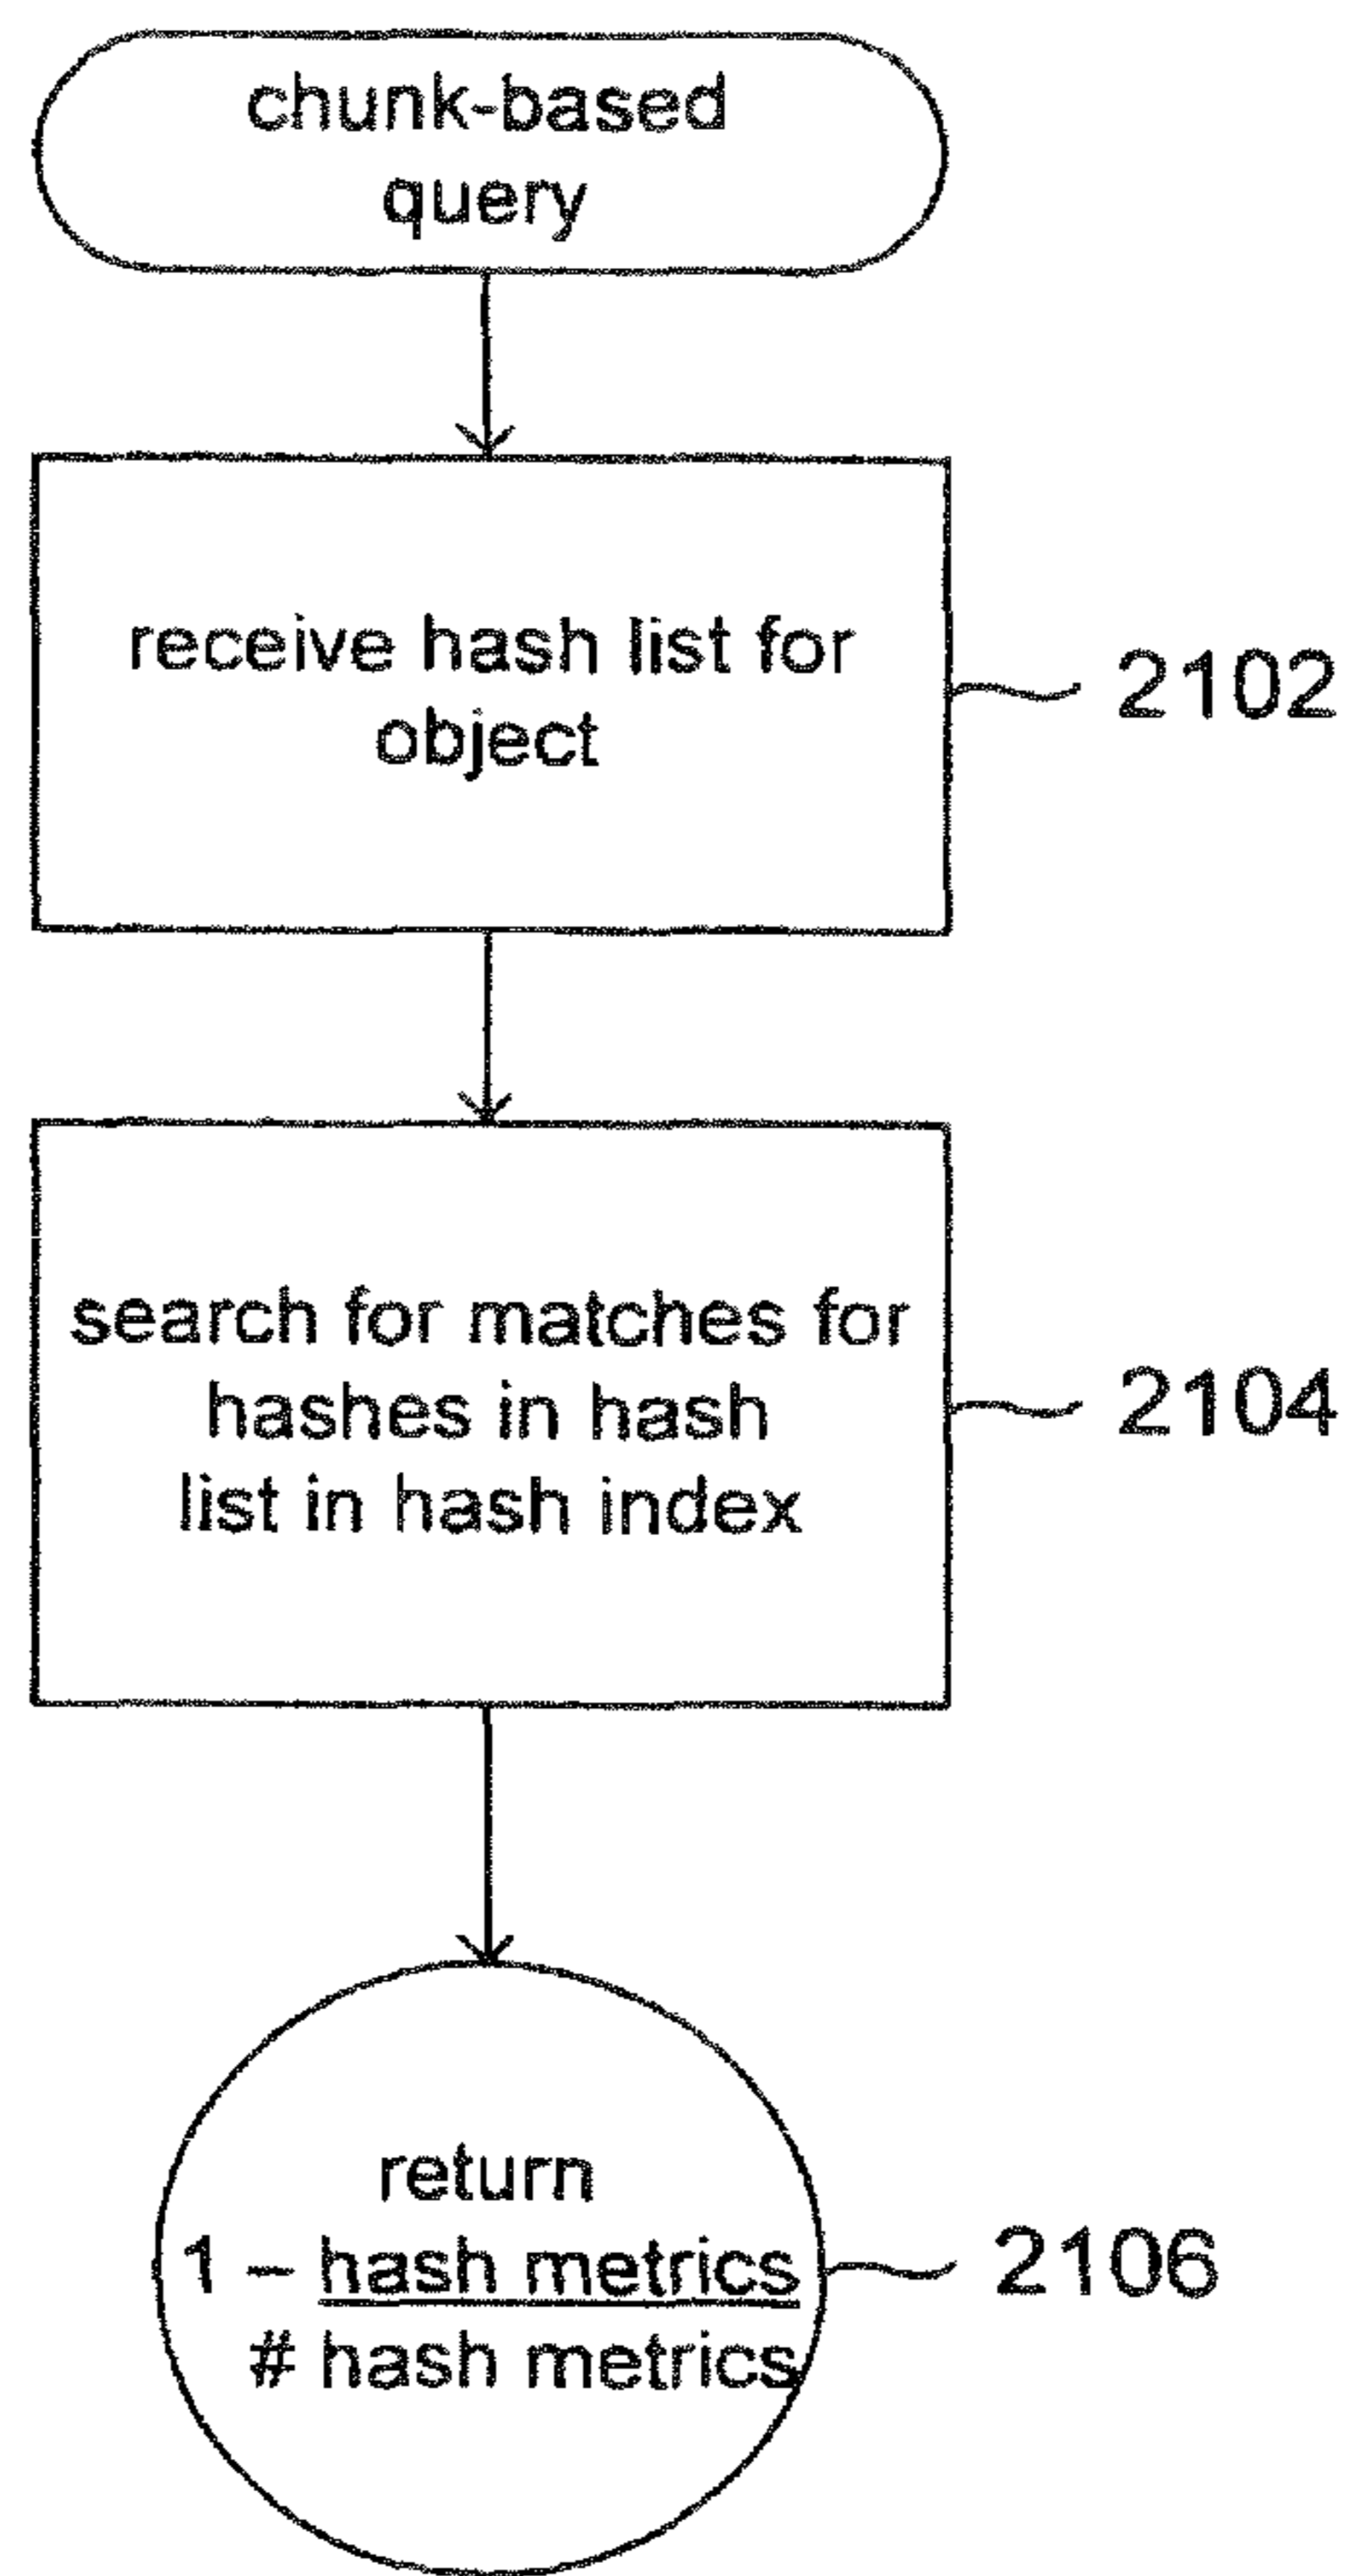 chunk-based
query
receive hash list for
object
2102
search for matches for
hashes in hash
list in hash index
2104
return
1 – hash metrics
# hash metrics
2106